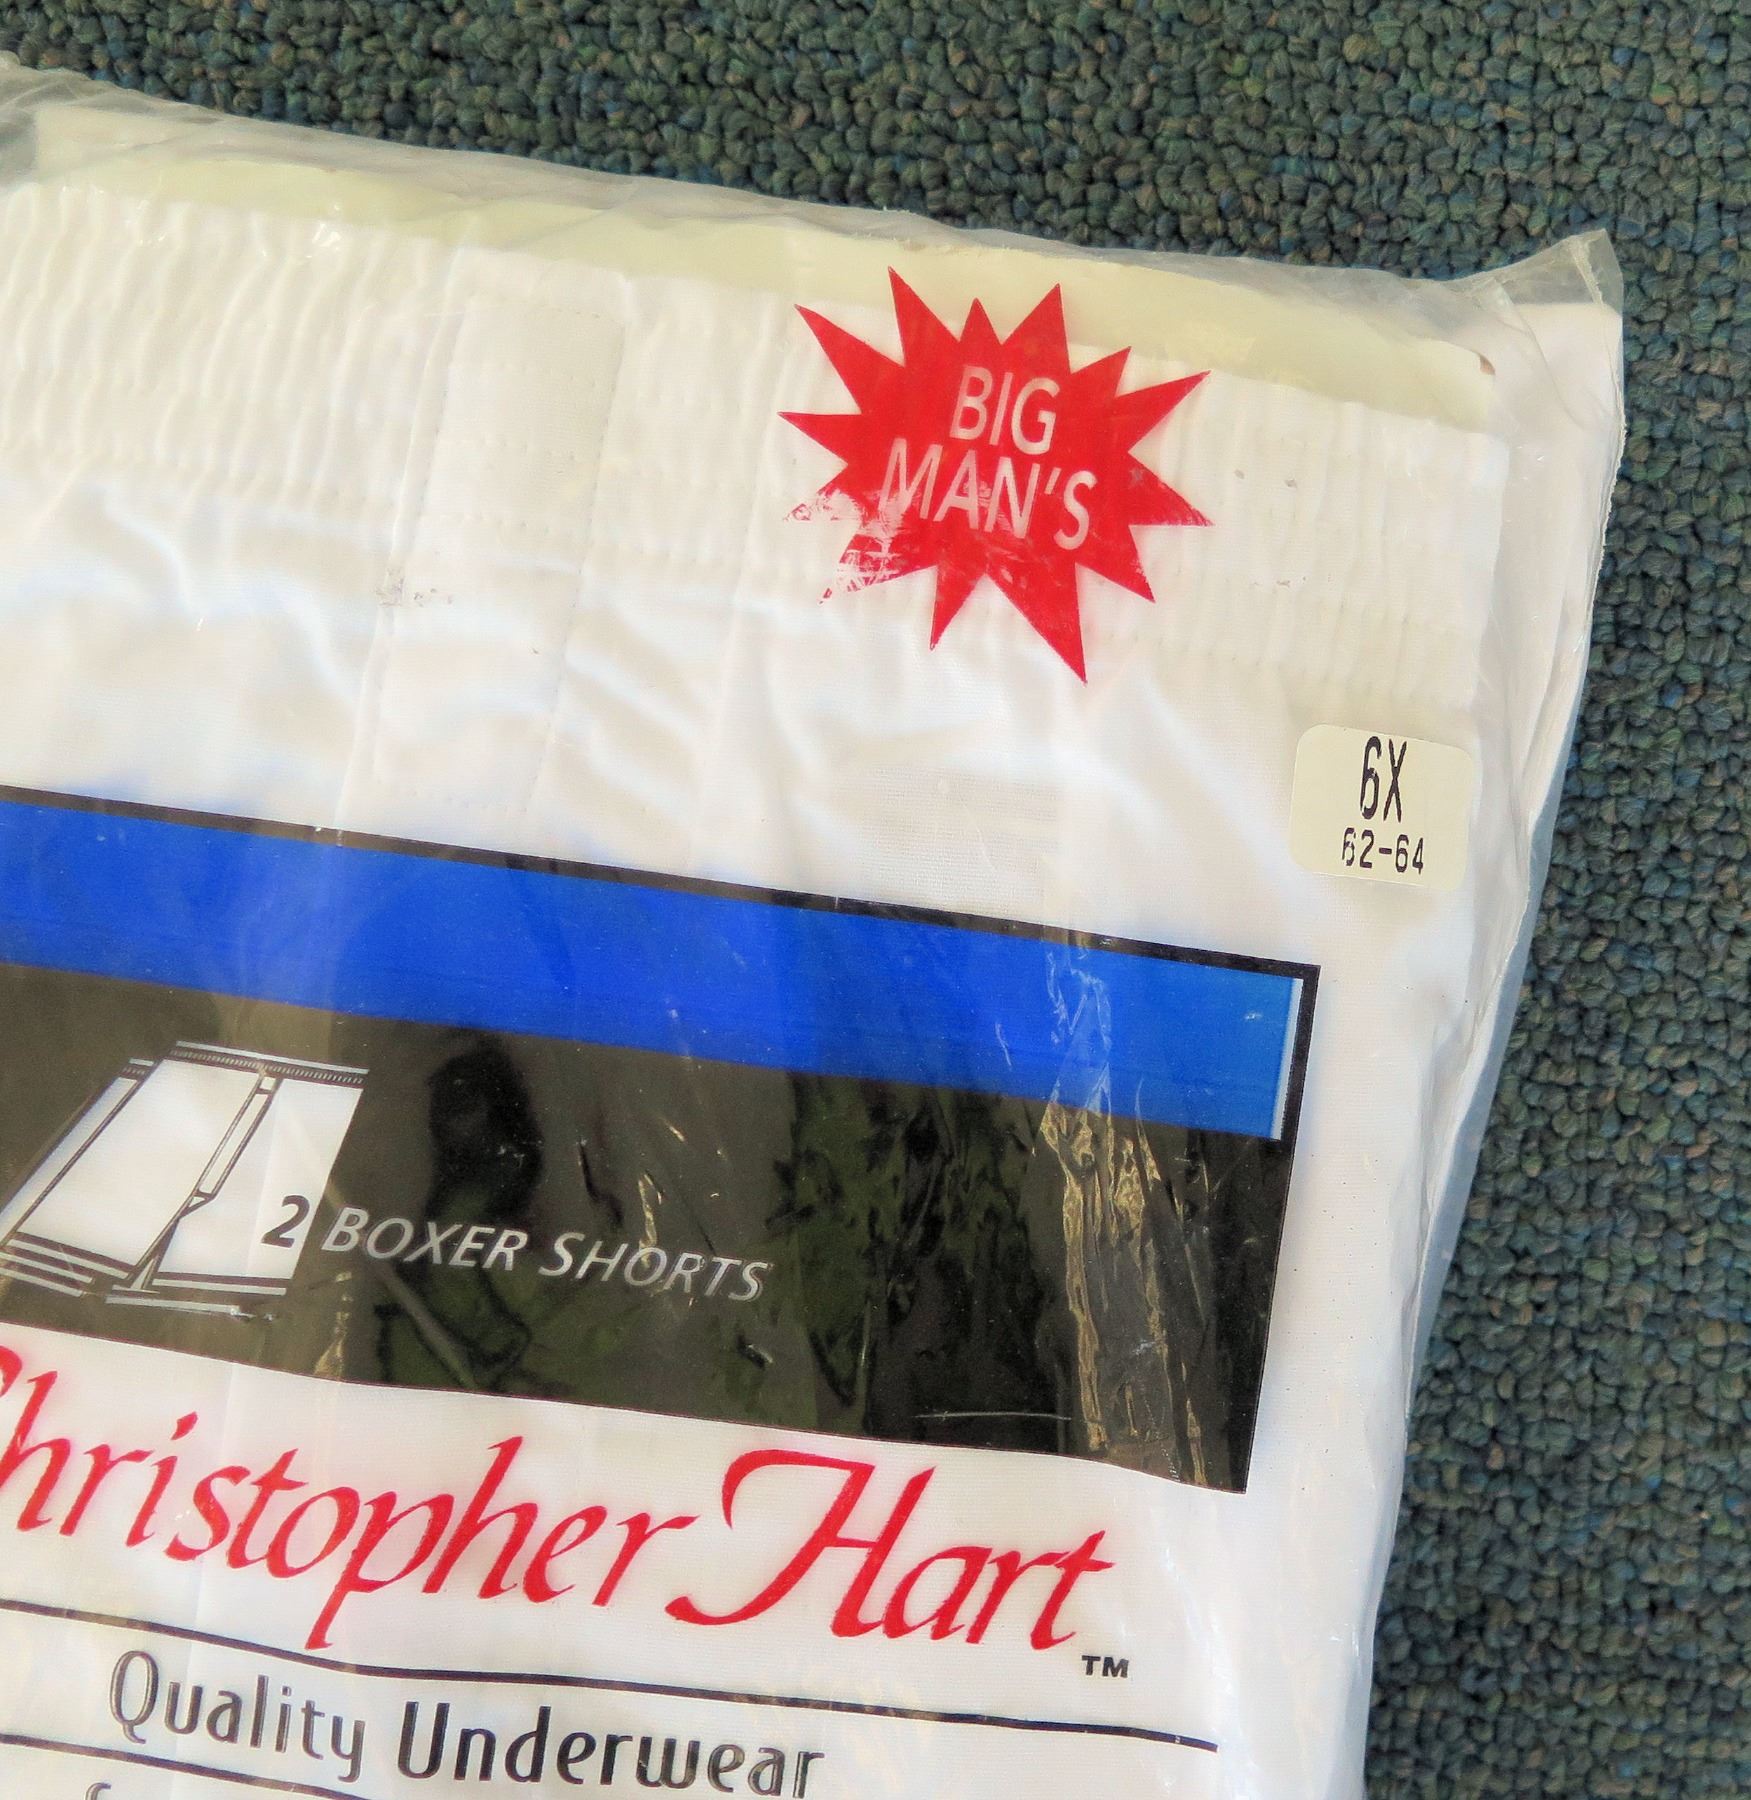 BIG
MAN'S
6X
62-64
2 BOXER SHORTS
Christopher Hart
TM
Quality Underwear